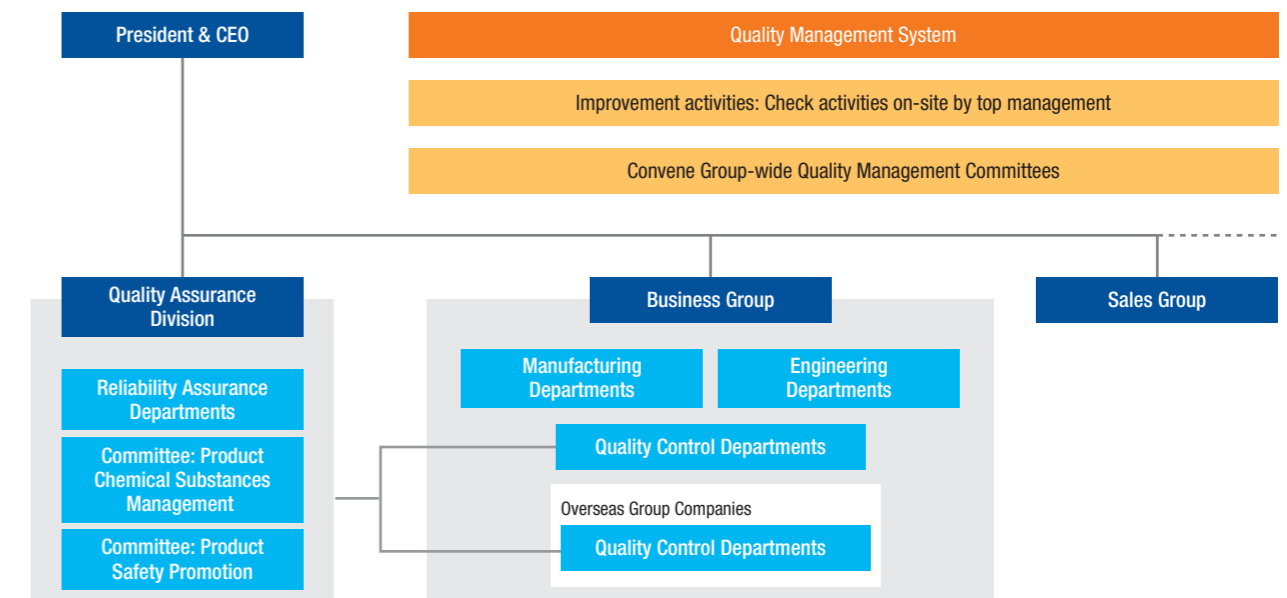 President & CEO
Quality Management System
Improvement activities: Check activities on-site by top management
Convene Group-wide Quality Management Committees
Quality Assurance
Division
Business Group
Sales Group
Reliability Assurance
Departments
Committee: Product
Chemical Substances
Management
Committee: Product
Safety Promotion
Manufacturing
Departments
Engineering
Departments
Quality Control Departments
Overseas Group Companies
Quality Control Departments